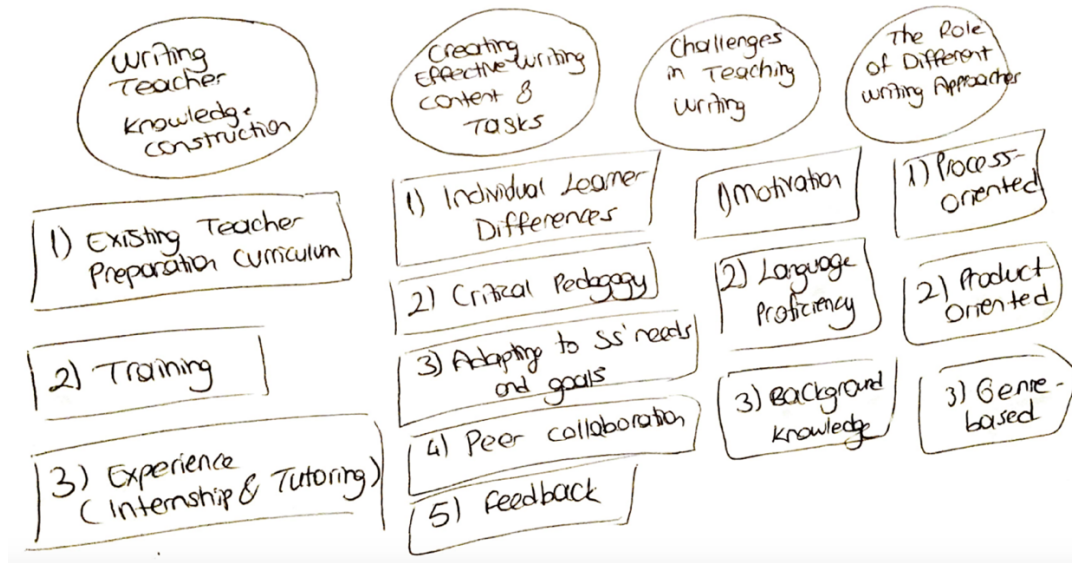 Writing
Teacher
Knowledge
construction
1) Existing Teacher
Preparation Curriculum
2) Training
3) Experience
(Internship & Tutoring)
Creating
Effective Writing
Content &
Tasks
1) Individual Learner
Differences
2) Critical Pedagogy
3) Adapting to SS' needs
and goals
4) Peer collaboration
5) Feedback
Challenges
in Teaching
Writing
1) Motivation
2) Language
Proficiency
3) Background
Knowledge
The Role
of Different
Writing Approaches
1) Process-
oriented
2) Product
oriented
3) Genre-
based